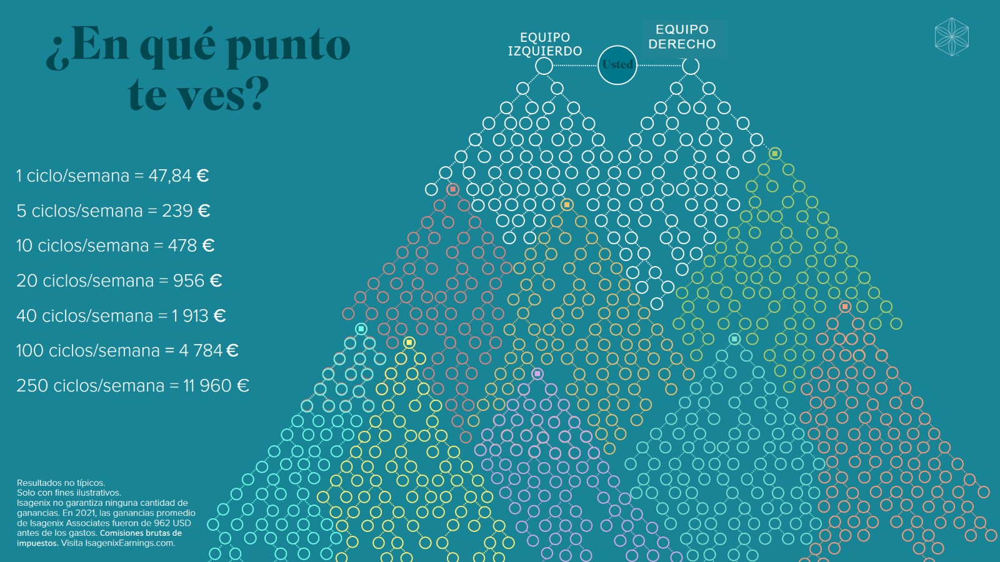 ¿En qué punto
te ves?
EQUIPO
IZQUIERDO
Usted
EQUIPO
DERECHO
1 ciclo/semana = 47,84 €
5 ciclos/semana = 239 €
10 ciclos/semana = 478 €
20 ciclos/semana = 956 €
40 ciclos/semana = 1 913 €
100 ciclos/semana = 4 784 €
250 ciclos/semana = 11 960 €
Resultados no típicos.
Solo con fines ilustrativos.
Isagenix no garantiza ninguna cantidad de
ganancias. En 2021, las ganancias promedio
de Isagenix Associates fueron de 962 USD
antes de los gastos. Comisiones brutas de
impuestos. Visita IsagenixEarnings.com.